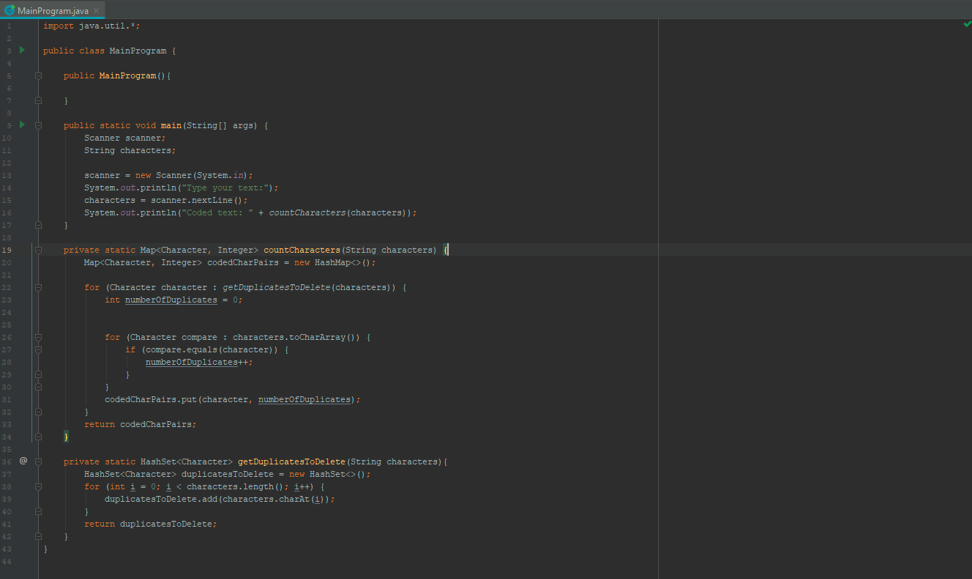 MainProgram.java ×
1 import java.util.*;
2
3 public class MainProgram {
4
5     public MainProgram(){
6
7     }
8
9     public static void main(String[] args) {
10         Scanner scanner;
11         String characters;
12
13         scanner = new Scanner(System.in);
14         System.out.println("Type your text:");
15         characters = scanner.nextLine();
16         System.out.println("Coded text: " + countCharacters(characters));
17     }
18
19     private static Map<Character, Integer> countCharacters(String characters) {
20         Map<Character, Integer> codedCharPairs = new HashMap<>();
21
22         for (Character character : getDuplicatesToDelete(characters)) {
23             int numberOfDuplicates = 0;
24
25
26             for (Character compare : characters.toCharArray()) {
27                 if (compare.equals(character)) {
28                     numberOfDuplicates++;
29                 }
30             }
31             codedCharPairs.put(character, numberOfDuplicates);
32         }
33         return codedCharPairs;
34     }
35
36 @   private static HashSet<Character> getDuplicatesToDelete(String characters){
37         HashSet<Character> duplicatesToDelete = new HashSet<>();
38         for (int i = 0; i < characters.length(); i++) {
39             duplicatesToDelete.add(characters.charAt(i));
40         }
41         return duplicatesToDelete;
42     }
43 }
44